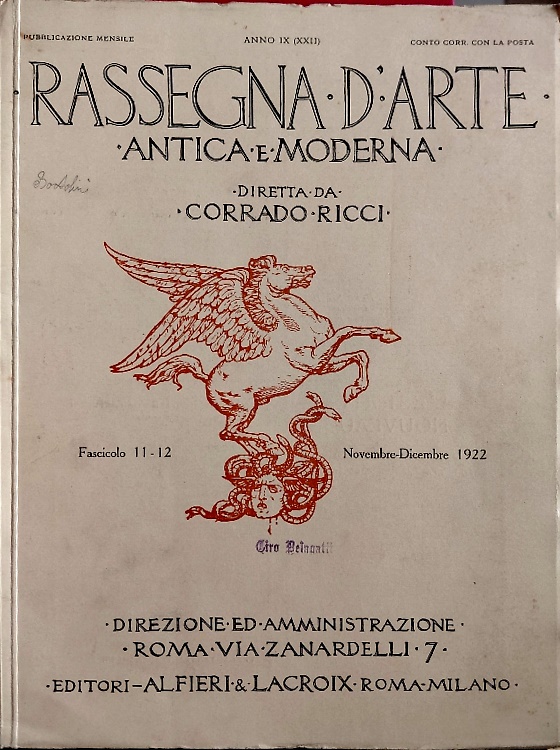 PUBBLICAZIONE MENSILE
ANNO IX (XXII)
CONTO CORR. CON LA POSTA
RASSEGNA·D'ARTE·
·ANTICA·E·MODERNA·
·DIRETTA·DA·
·CORRADO·RICCI·
Fascicolo 11-12
Novembre-Dicembre 1922
Ciro
·DIREZIONE·ED·AMMINISTRAZIONE·
·ROMA·VIA·ZANARDELLI·7·
·EDITORI-ALFIERI·&·LACROIX·ROMA-MILANO·